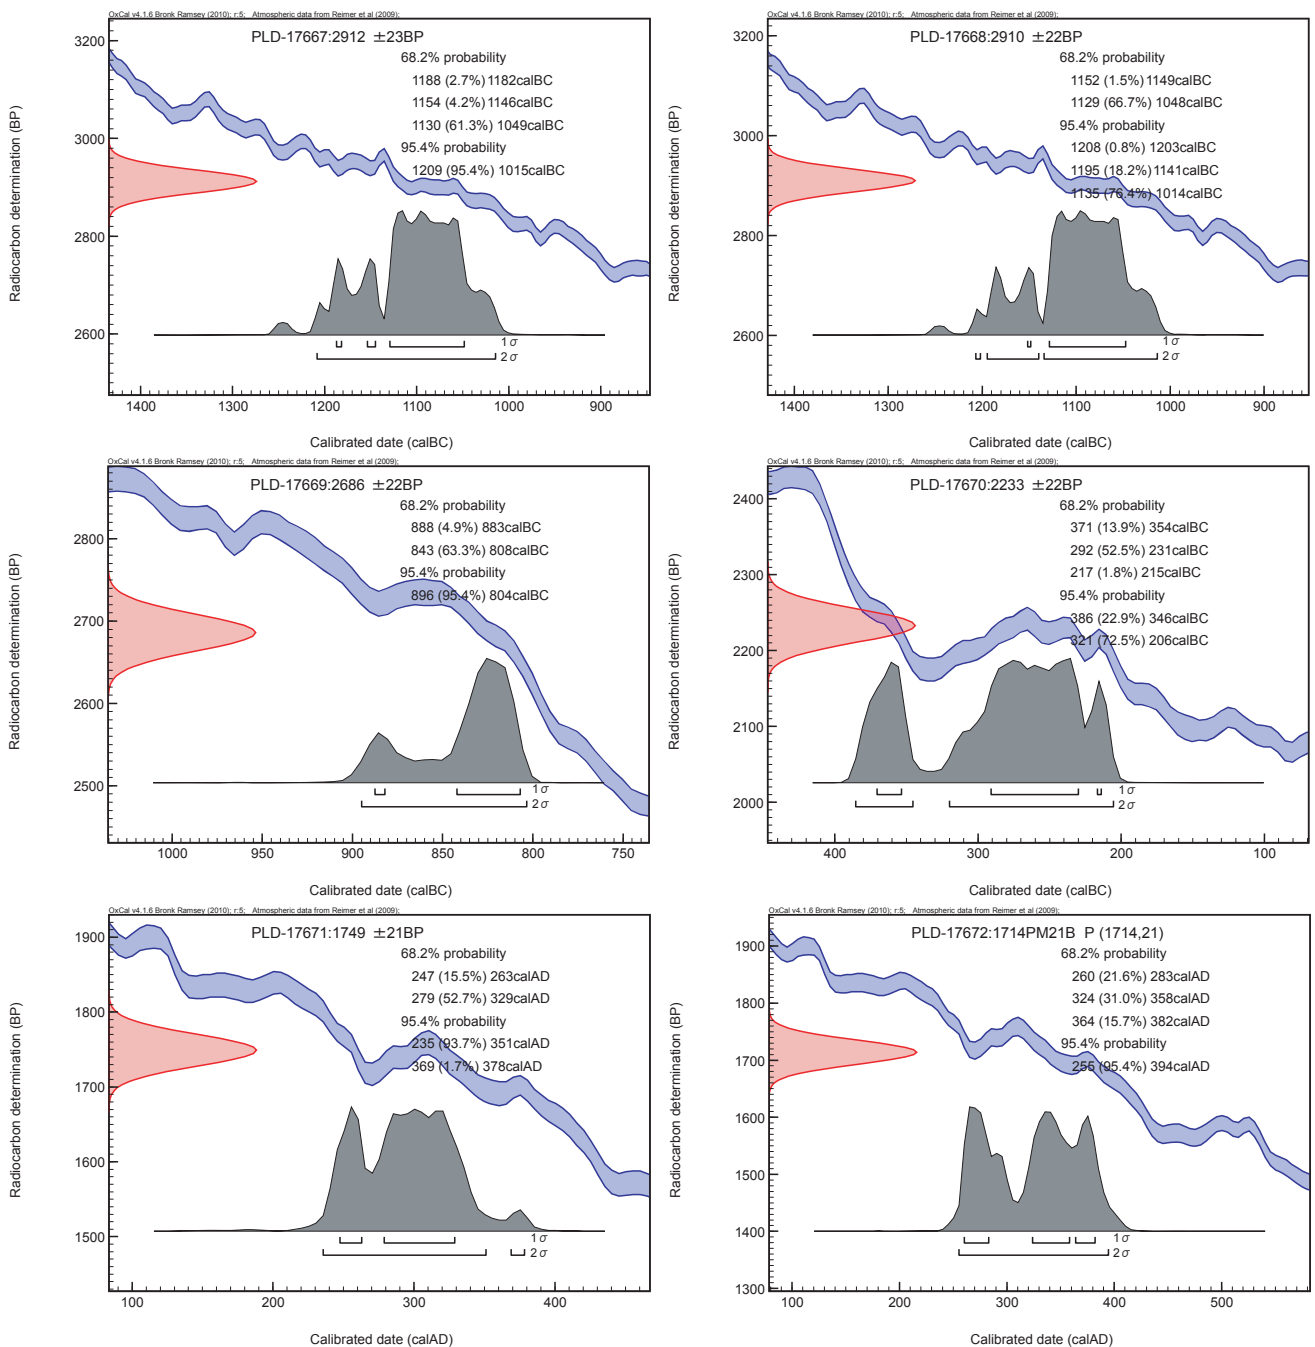 OxCal v4.1.6 Bronk Ramsey (2010); r:5; Atmospheric data from Reimer et al (2009);
PLD-17667:2912 ±23BP
68.2% probability
1188 (2.7%) 1182calBC
1154 (4.2%) 1146calBC
1130 (61.3%) 1049calBC
95.4% probability
1209 (95.4%) 1015calBC
Radiocarbon determination (BP)
3200
3000
2800
2600
1σ
2σ
1400 1300 1200 1100 1000 900
Calibrated date (calBC)
OxCal v4.1.6 Bronk Ramsey (2010); r:5; Atmospheric data from Reimer et al (2009);
PLD-17668:2910 ±22BP
68.2% probability
1152 (1.5%) 1149calBC
1129 (66.7%) 1048calBC
95.4% probability
1208 (0.8%) 1203calBC
1195 (18.2%) 1141calBC
1135 (76.4%) 1014calBC
Radiocarbon determination (BP)
3200
3000
2800
2600
1σ
2σ
1400 1300 1200 1100 1000 900
Calibrated date (calBC)
OxCal v4.1.6 Bronk Ramsey (2010); r:5; Atmospheric data from Reimer et al (2009);
PLD-17669:2686 ±22BP
68.2% probability
888 (4.9%) 883calBC
843 (63.3%) 808calBC
95.4% probability
896 (95.4%) 804calBC
Radiocarbon determination (BP)
2800
2700
2600
2500
1σ
2σ
1000 950 900 850 800 750
Calibrated date (calBC)
OxCal v4.1.6 Bronk Ramsey (2010); r:5; Atmospheric data from Reimer et al (2009);
PLD-17670:2233 ±22BP
68.2% probability
371 (13.9%) 354calBC
292 (52.5%) 231calBC
217 (1.8%) 215calBC
95.4% probability
386 (22.9%) 346calBC
321 (72.5%) 206calBC
Radiocarbon determination (BP)
2400
2300
2200
2100
2000
1σ
2σ
400 300 200 100
Calibrated date (calBC)
OxCal v4.1.6 Bronk Ramsey (2010); r:5; Atmospheric data from Reimer et al (2009);
PLD-17671:1749 ±21BP
68.2% probability
247 (15.5%) 263calAD
279 (52.7%) 329calAD
95.4% probability
235 (93.7%) 351calAD
369 (1.7%) 378calAD
Radiocarbon determination (BP)
1900
1800
1700
1600
1500
1σ
2σ
100 200 300 400
Calibrated date (calAD)
OxCal v4.1.6 Bronk Ramsey (2010); r:5; Atmospheric data from Reimer et al (2009);
PLD-17672:1714PM21B P (1714,21)
68.2% probability
260 (21.6%) 283calAD
324 (31.0%) 358calAD
364 (15.7%) 382calAD
95.4% probability
255 (95.4%) 394calAD
Radiocarbon determination (BP)
1900
1800
1700
1600
1500
1400
1300
1σ
2σ
100 200 300 400 500
Calibrated date (calAD)